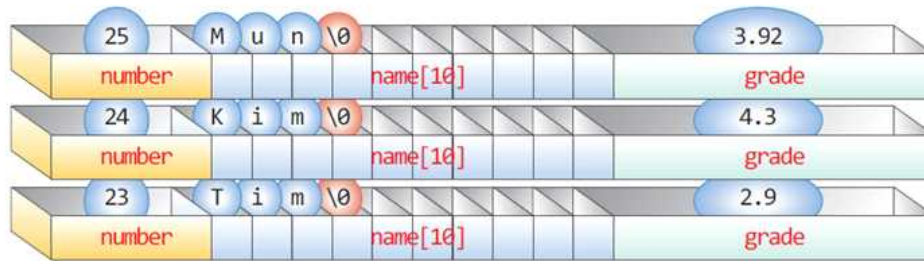 25 M u n \0 3.92
number name[10] grade
24 K i m \0 4.3
number name[10] grade
23 T i m \0 2.9
number name[10] grade